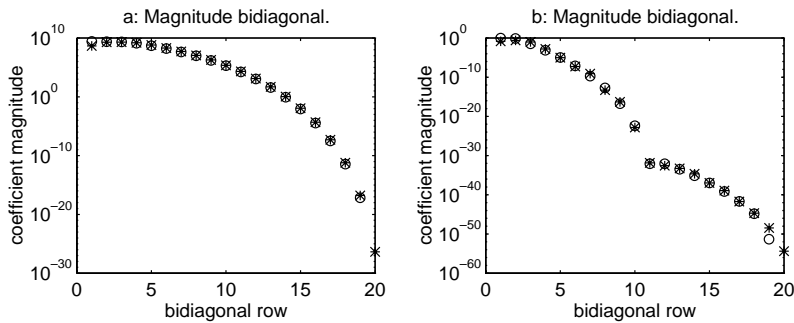 a: Magnitude bidiagonal.
10^10
10^0
10^−10
10^−20
10^−30
coefficient magnitude
0 5 10 15 20
bidiagonal row
b: Magnitude bidiagonal.
10^0
10^−10
10^−20
10^−30
10^−40
10^−50
10^−60
coefficient magnitude
0 5 10 15 20
bidiagonal row